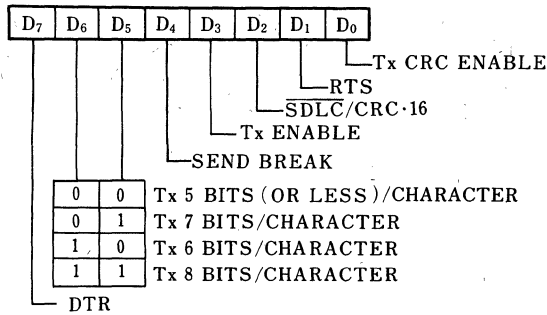 D7 D6 D5 D4 D3 D2 D1 D0
Tx CRC ENABLE
RTS
S̅D̅L̅C̅/CRC·16
Tx ENABLE
SEND BREAK
0 0 Tx 5 BITS (OR LESS)/CHARACTER
0 1 Tx 7 BITS/CHARACTER
1 0 Tx 6 BITS/CHARACTER
1 1 Tx 8 BITS/CHARACTER
DTR